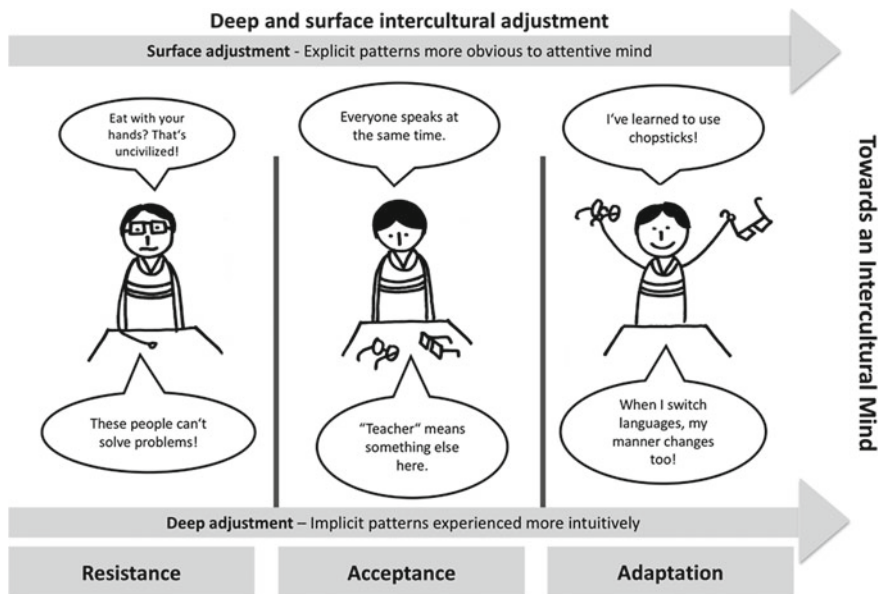 Deep and surface intercultural adjustment
Surface adjustment - Explicit patterns more obvious to attentive mind
Eat with your
hands? That's
uncivilized!
Everyone speaks at
the same time.
I've learned to use
chopsticks!
Towards an Intercultural Mind
These people can't
solve problems!
"Teacher" means
something else
here.
When I switch
languages, my
manner changes
too!
Deep adjustment – Implicit patterns experienced more intuitively
Resistance
Acceptance
Adaptation